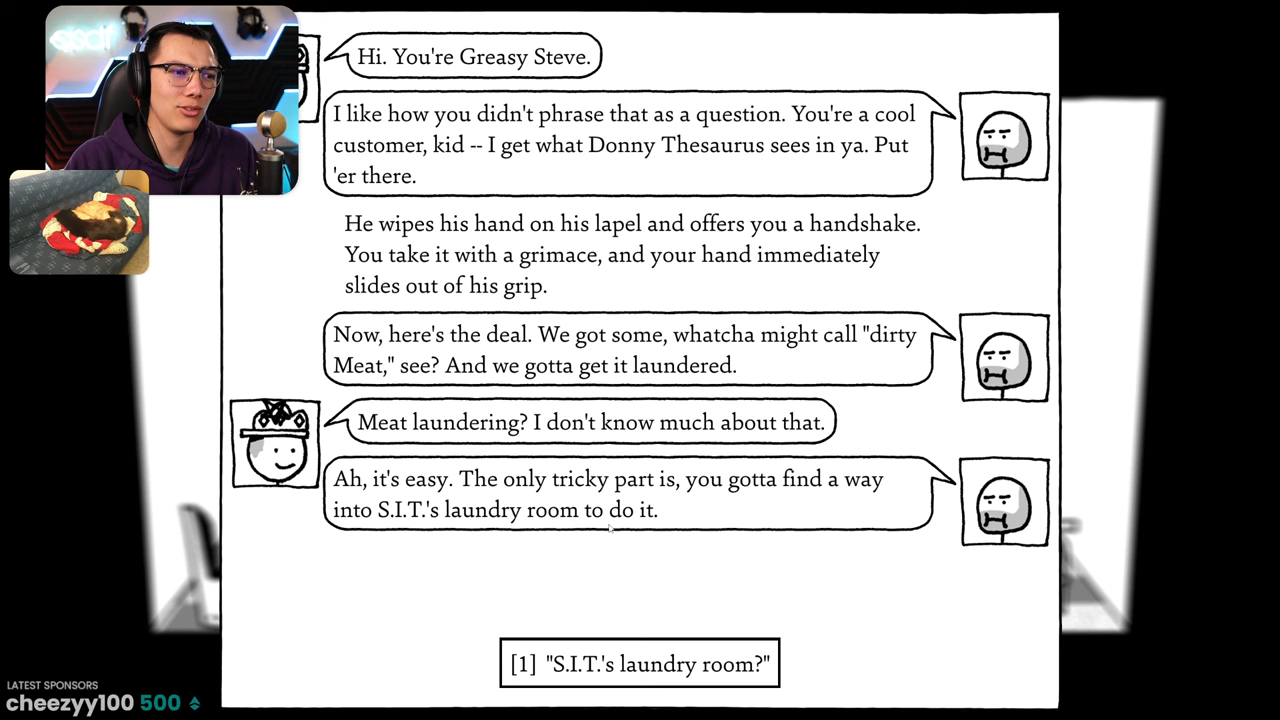 Hi. You're Greasy Steve.
I like how you didn't phrase that as a question. You're a cool
customer, kid -- I get what Donny Thesaurus sees in ya. Put
'er there.
He wipes his hand on his lapel and offers you a handshake.
You take it with a grimace, and your hand immediately
slides out of his grip.
Now, here's the deal. We got some, whatcha might call "dirty
Meat," see? And we gotta get it laundered.
Meat laundering? I don't know much about that.
Ah, it's easy. The only tricky part is, you gotta find a way
into S.I.T.'s laundry room to do it.
[1] "S.I.T.'s laundry room?"
LATEST SPONSORS
cheezyy100 500